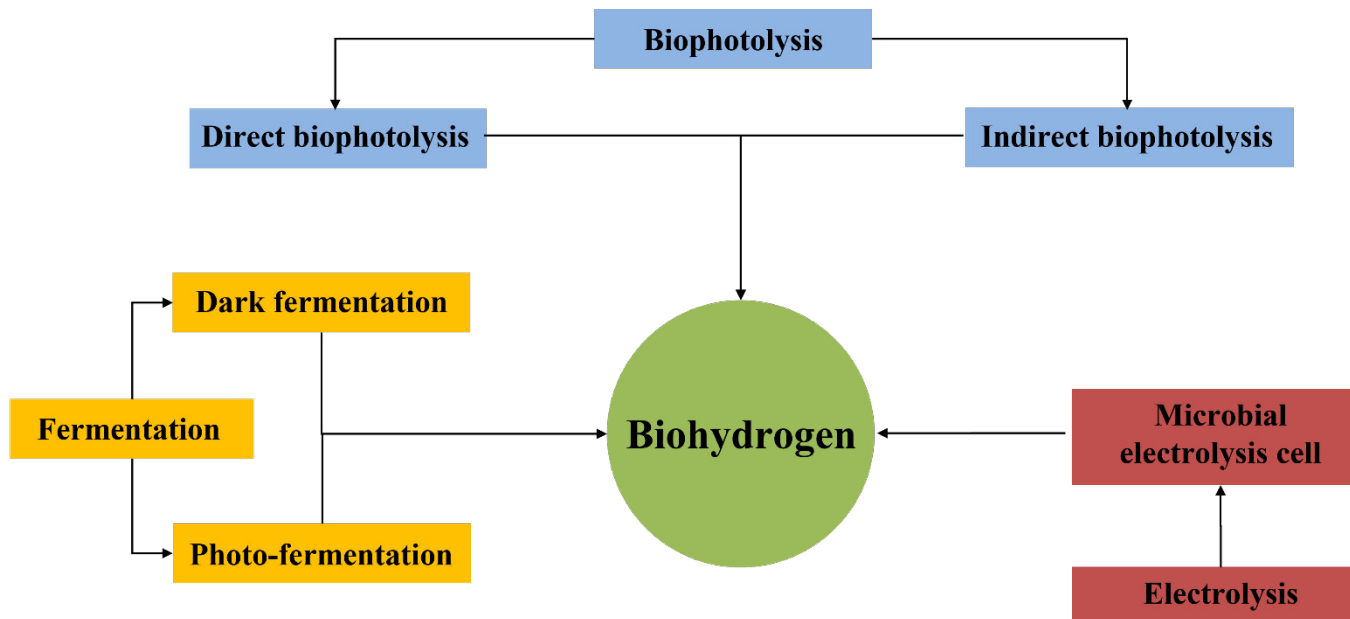 Biophotolysis
Direct biophotolysis
Indirect biophotolysis
Dark fermentation
Fermentation
Photo-fermentation
Biohydrogen
Microbial
electrolysis cell
Electrolysis